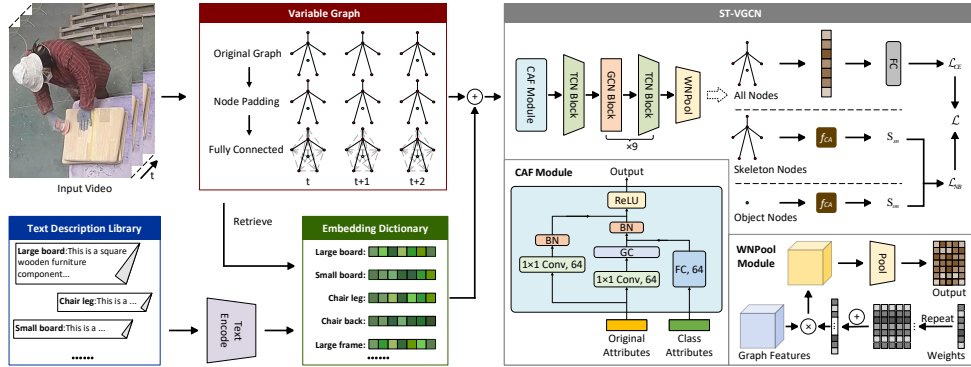 Variable Graph
Original Graph
Node Padding
Fully Connected
t
t+1
t+2
Input Video
t
Retrieve
Text Description Library
Large board:This is a square
wooden furniture
component...
Chair leg:This is a ...
Small board:This is a ...
......
Text
Encode
Embedding Dictionary
Large board:
Small board:
Chair leg:
Chair back:
Large frame:
......
+
ST-VGCN
CAF Module
TCN Block
GCN Block
TCN Block
WNPool
×9
All Nodes
FC
ℒCE
ℒ
Skeleton Nodes
fCA
Object Nodes
fCA
ℒNB
CAF Module
Output
ReLU
BN
BN
GC
1×1 Conv, 64
1×1 Conv, 64
FC, 64
Original
Attributes
Class
Attributes
WNPool
Module
Pool
Output
Graph Features
×
+
Repeat
...
...
Weights